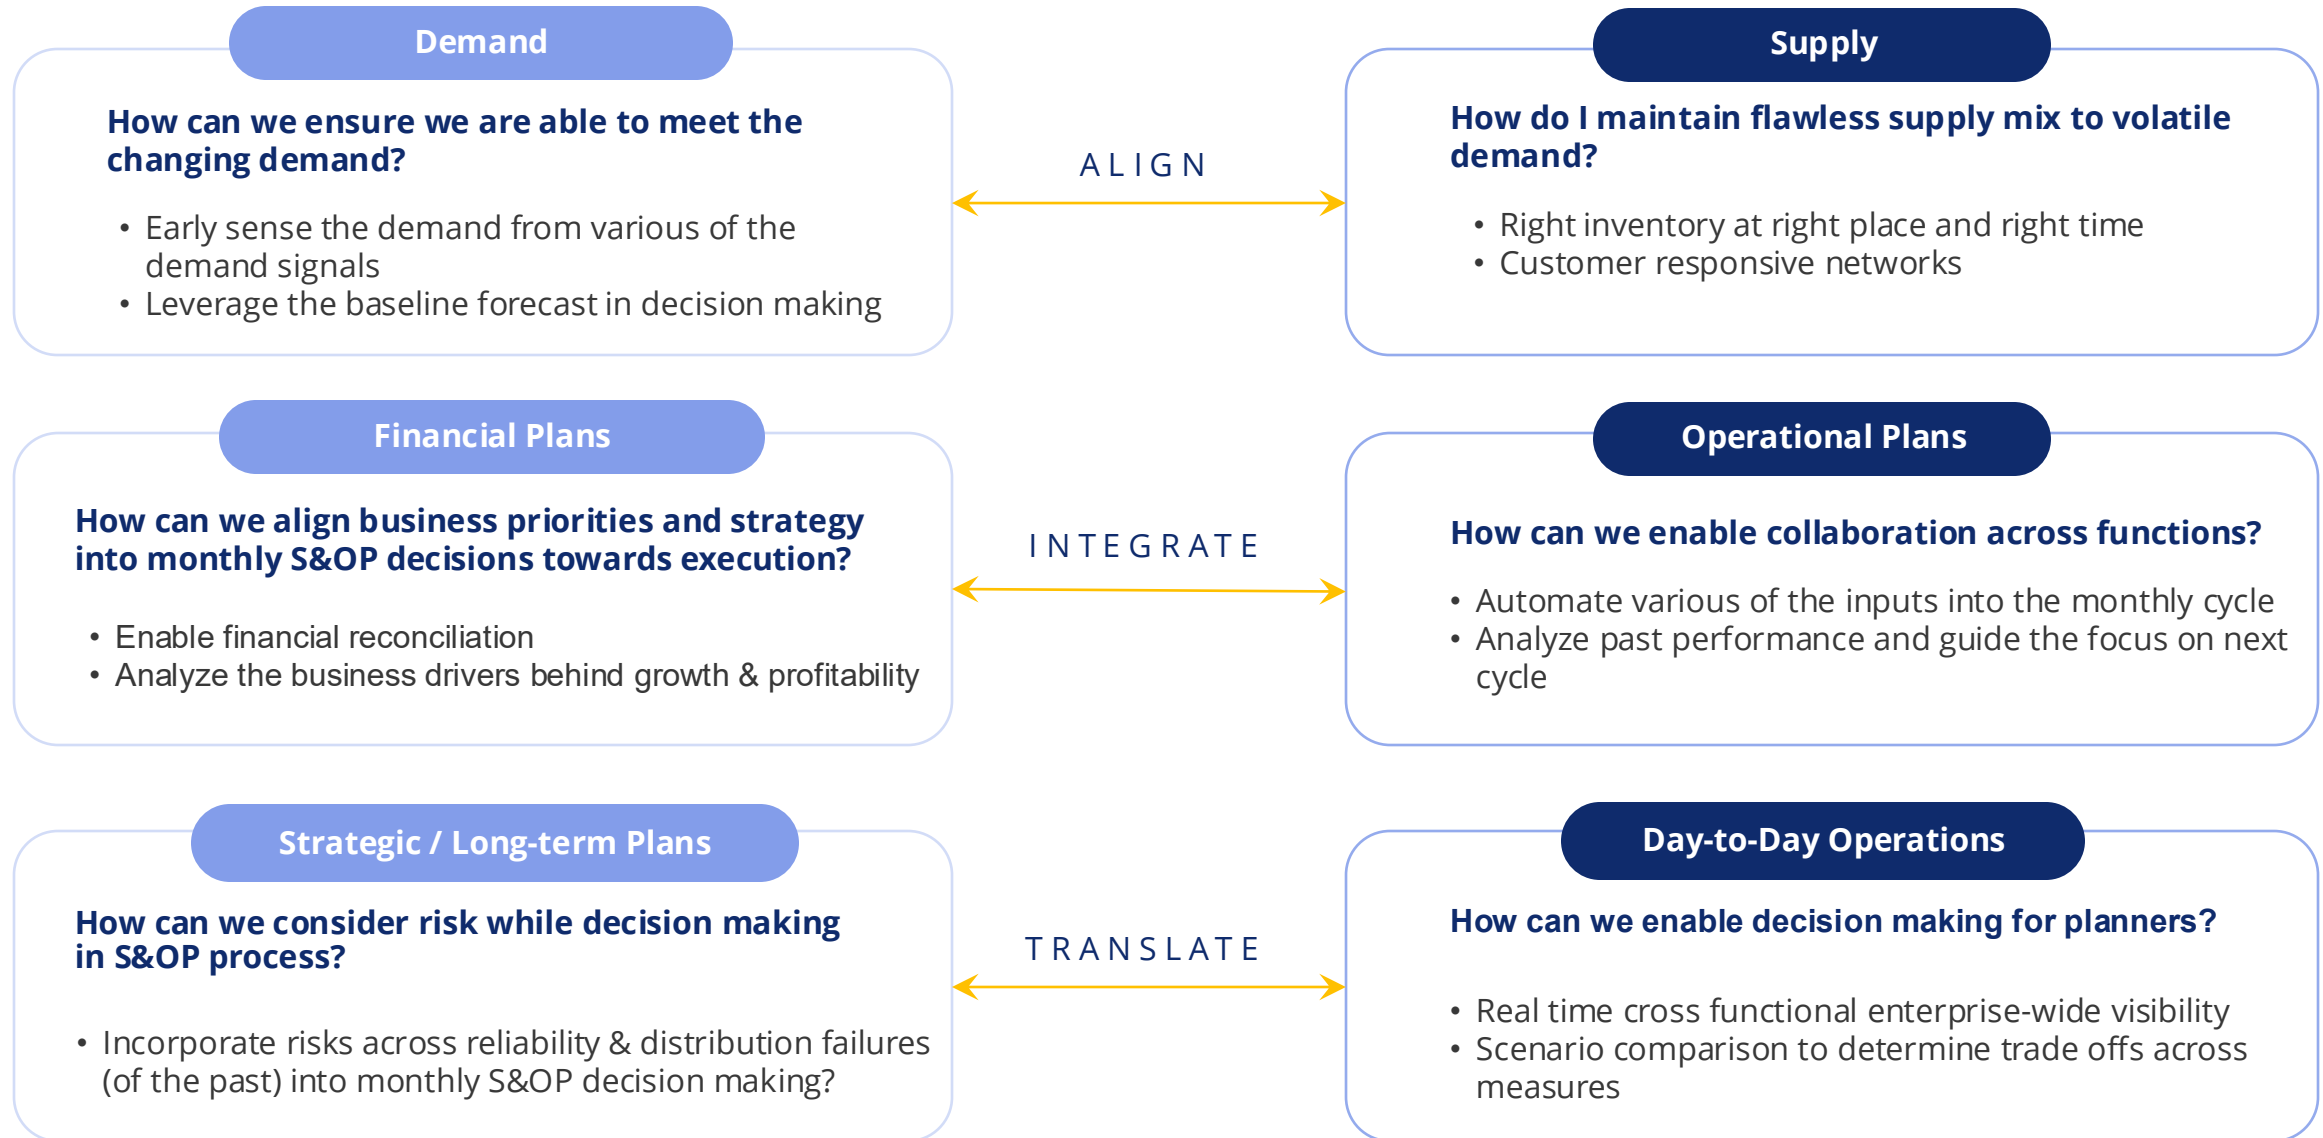 Demand
How can we ensure we are able to meet the
changing demand?
• Early sense the demand from various of the
demand signals
• Leverage the baseline forecast in decision making
ALIGN
Supply
How do I maintain flawless supply mix to volatile
demand?
• Right inventory at right place and right time
• Customer responsive networks
Financial Plans
How can we align business priorities and strategy
into monthly S&OP decisions towards execution?
• Enable financial reconciliation
• Analyze the business drivers behind growth & profitability
INTEGRATE
Operational Plans
How can we enable collaboration across functions?
• Automate various of the inputs into the monthly cycle
• Analyze past performance and guide the focus on next
cycle
Strategic / Long-term Plans
How can we consider risk while decision making
in S&OP process?
• Incorporate risks across reliability & distribution failures
(of the past) into monthly S&OP decision making?
TRANSLATE
Day-to-Day Operations
How can we enable decision making for planners?
• Real time cross functional enterprise-wide visibility
• Scenario comparison to determine trade offs across
measures